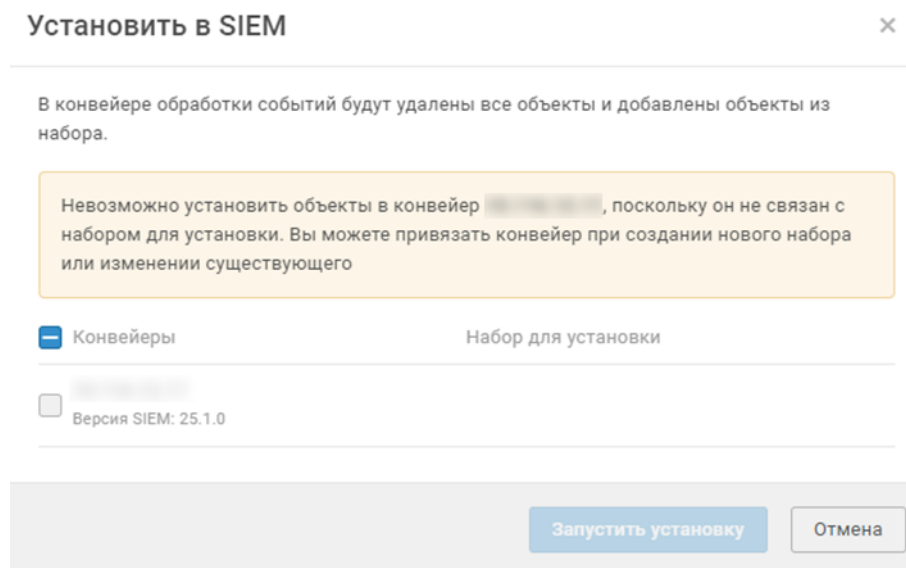 Установить в SIEM
В конвейере обработки событий будут удалены все объекты и добавлены объекты из
набора.
Невозможно установить объекты в конвейер , поскольку он не связан с
набором для установки. Вы можете привязать конвейер при создании нового набора
или изменении существующего
Конвейеры Набор для установки
Версия SIEM: 25.1.0
Запустить установку Отмена